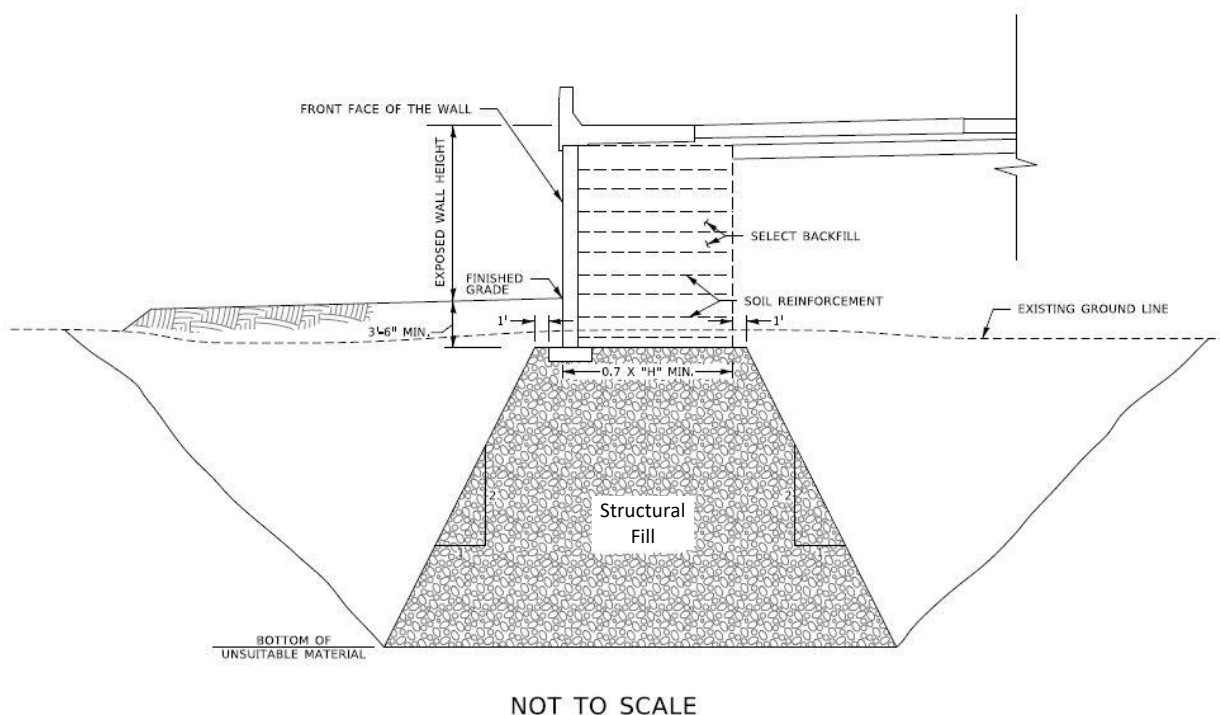 FRONT FACE OF THE WALL
EXPOSED WALL HEIGHT
SELECT BACKFILL
FINISHED
GRADE
SOIL REINFORCEMENT
EXISTING GROUND LINE
3'-6" MIN.
1'
1'
0.7 X "H" MIN.
2
1
2
1
Structural
Fill
BOTTOM OF
UNSUITABLE MATERIAL
NOT TO SCALE